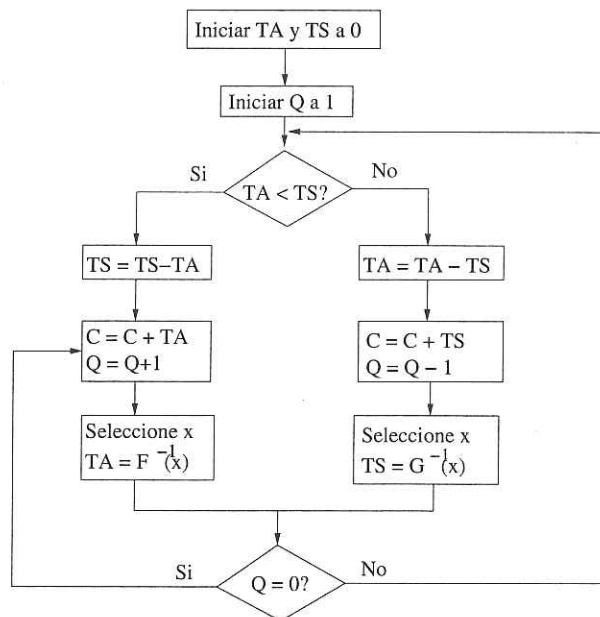 Iniciar TA y TS a 0
Iniciar Q a 1
Si
TA < TS?
No
TS = TS–TA
TA = TA – TS
C = C + TA
Q = Q+1
C = C + TS
Q = Q – 1
Seleccione x
TA = F⁻¹(x)
Seleccione x
TS = G⁻¹(x)
Si
Q = 0?
No